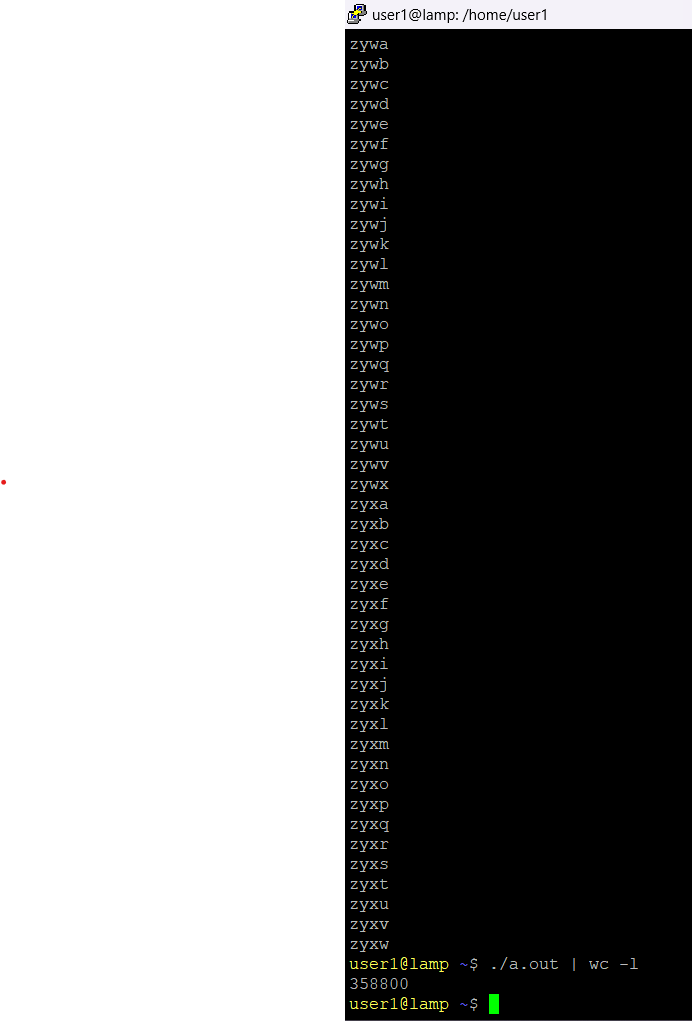 user1@lamp: /home/user1
zywa
zywb
zywc
zywd
zywe
zywf
zywg
zywh
zywi
zywj
zywk
zywl
zywm
zywn
zywo
zywp
zywq
zywr
zyws
zywt
zywu
zywv
zywx
zyxa
zyxb
zyxc
zyxd
zyxe
zyxf
zyxg
zyxh
zyxi
zyxj
zyxk
zyxl
zyxm
zyxn
zyxo
zyxp
zyxq
zyxr
zyxs
zyxt
zyxu
zyxv
zyxw
user1@lamp ~$ ./a.out | wc -l
358800
user1@lamp ~$